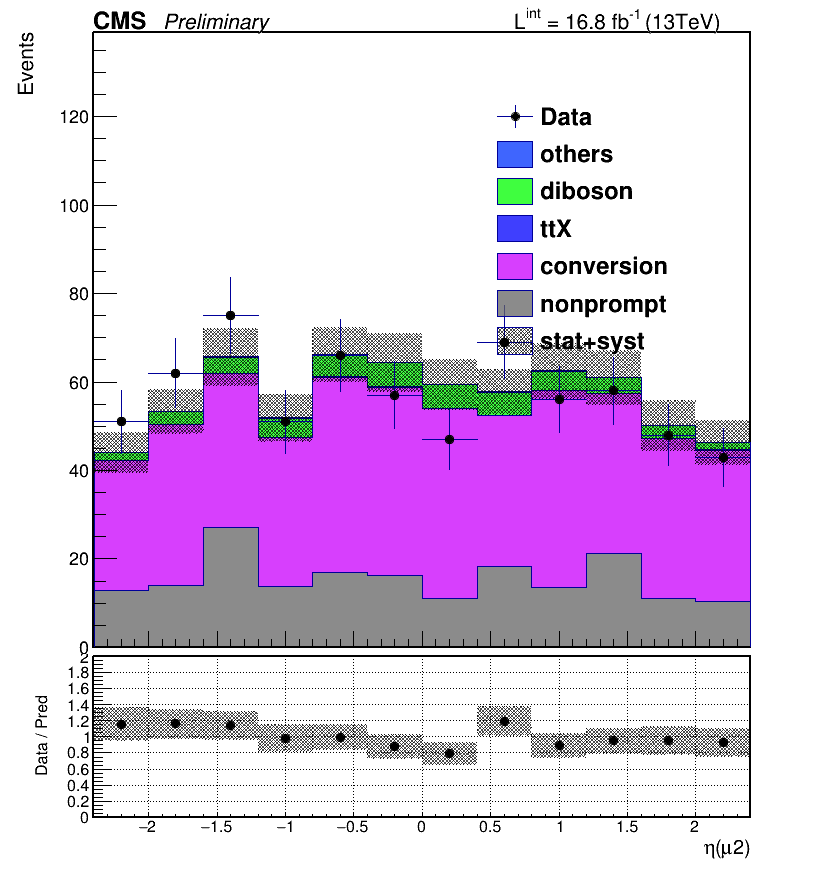 CMS Preliminary L^int = 16.8 fb^-1 (13TeV)
Events
120
100
80
60
40
20
0
Data
others
diboson
ttX
conversion
nonprompt
stat+syst
Data / Pred
2
1.8
1.6
1.4
1.2
1
0.8
0.6
0.4
0.2
0
−2 −1.5 −1 −0.5 0 0.5 1 1.5 2
η(μ2)